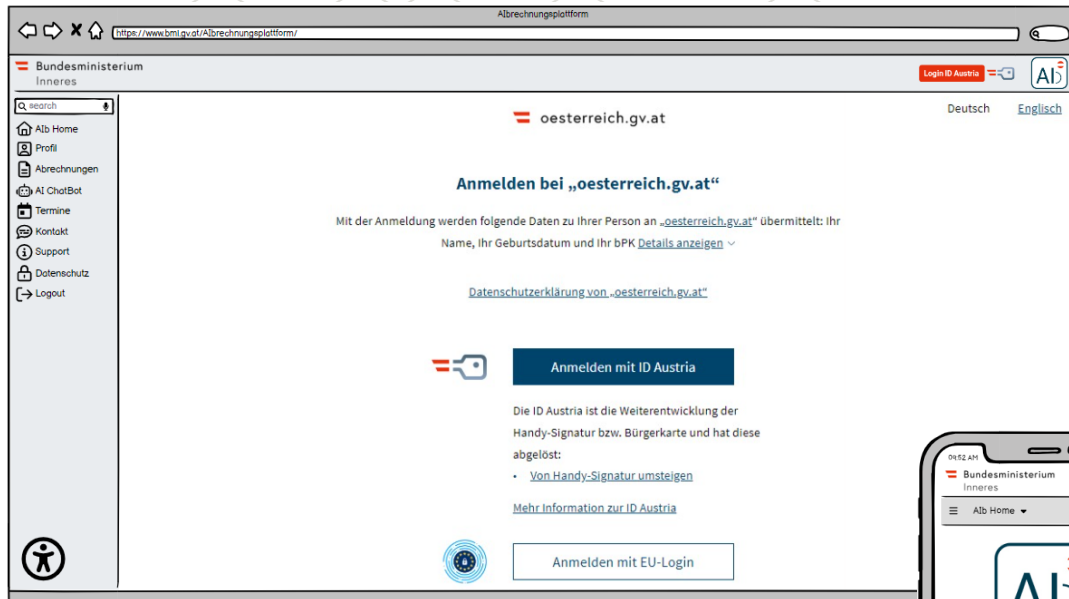 AIbrechnungsplattform
https://www.bmi.gv.at/AIbrechnungsplattform/
Bundesministerium
Inneres
Login ID Austria
AIb
search
AIb Home
Profil
Abrechnungen
AI ChatBot
Termine
Kontakt
Support
Datenschutz
Logout
oesterreich.gv.at
Deutsch Englisch
Anmelden bei „oesterreich.gv.at“
Mit der Anmeldung werden folgende Daten zu Ihrer Person an „oesterreich.gv.at“ übermittelt: Ihr
Name, Ihr Geburtsdatum und Ihr bPK Details anzeigen
Datenschutzerklärung von „oesterreich.gv.at“
Anmelden mit ID Austria
Die ID Austria ist die Weiterentwicklung der
Handy-Signatur bzw. Bürgerkarte und hat diese
abgelöst:
• Von Handy-Signatur umsteigen
Mehr Information zur ID Austria
Anmelden mit EU-Login
09:52 AM
Bundesministerium
Inneres
AIb Home